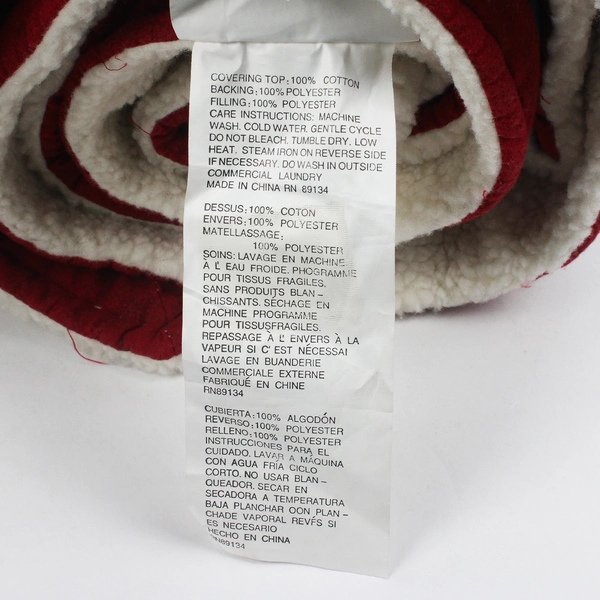 COVERING TOP:100% COTTON
BACKING:100% POLYESTER
FILLING:100% POLYESTER
CARE INSTRUCTIONS: MACHINE
WASH. COLD WATER. GENTLE CYCLE
DO NOT BLEACH. TUMBLE DRY. LOW
HEAT. STEAM IRON ON REVERSE SIDE
IF NECESSARY. DO WASH IN OUTSIDE
COMMERCIAL LAUNDRY
MADE IN CHINA RN 89134
DESSUS:100% COTON
ENVERS:100% POLYESTER
MATELLASSAGE:
100% POLYESTER
SOINS: LAVAGE EN MACHINE
À L' EAU FROIDE. PHOGRAMME
POUR TISSUS FRAGILES.
SANS PRODUITS BLAN-
CHISSANTS. SÉCHAGE EN
MACHINE PROGRAMME
POUR TISSUSFRAGILES.
REPASSAGE À L' ENVERS À LA
VAPEUR SI C' EST NÉCESSAI
LAVAGE EN BUANDERIE
COMMERCIALE EXTERNE
FABRIQUÉ EN CHINE
RN89134
CUBIERTA:100% ALGODÓN
REVERSO:100% POLYESTER
RELLENO:100% POLYESTER
INSTRUCCIONES PARA EL
CUIDADO. LAVAR A MÁQUINA
CON AGUA FRÍA CICLO
CORTO. NO USAR BLAN-
QUEADOR. SECAR EN
SECADORA A TEMPERATURA
BAJA PLANCHAR OON PLAN-
CHADE VAPORAL REVÉS SI
ES NECESARIO
HECHO EN CHINA
RN89134